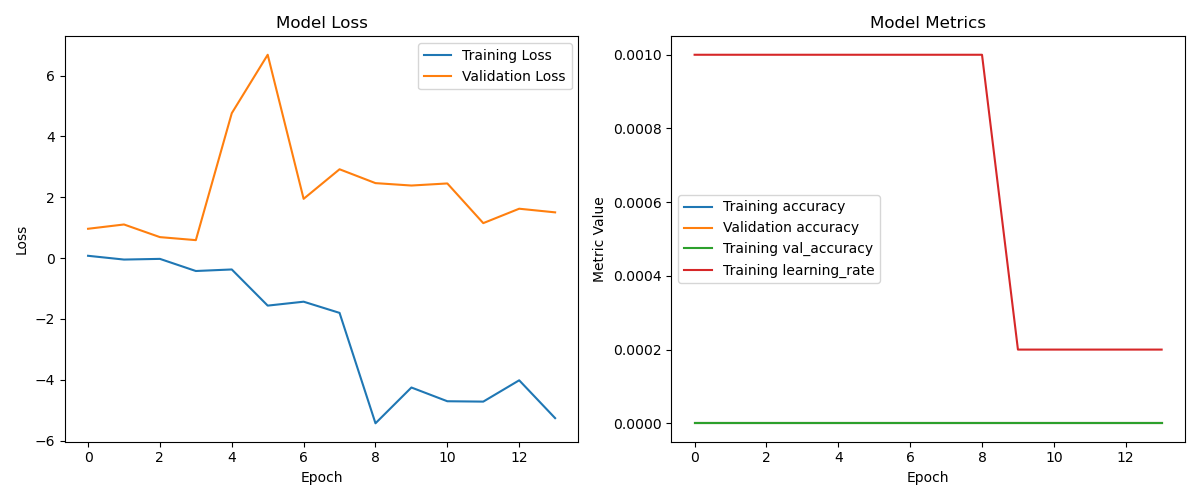 Model Loss
Training Loss
Validation Loss
6
4
2
0
−2
−4
−6
Loss
0 2 4 6 8 10 12
Epoch
Model Metrics
0.0010
0.0008
0.0006
0.0004
0.0002
0.0000
Metric Value
Training accuracy
Validation accuracy
Training val_accuracy
Training learning_rate
0 2 4 6 8 10 12
Epoch